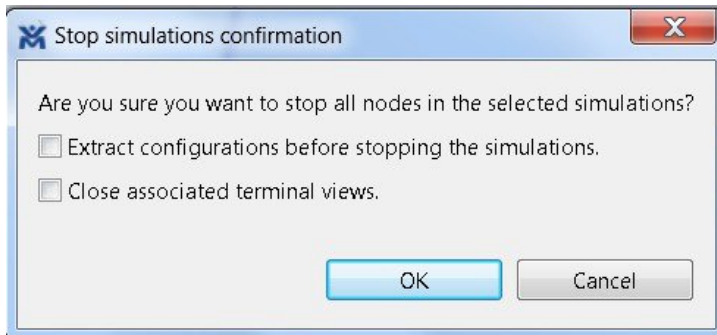 Stop simulations confirmation
Are you sure you want to stop all nodes in the selected simulations?
Extract configurations before stopping the simulations.
Close associated terminal views.
OK Cancel